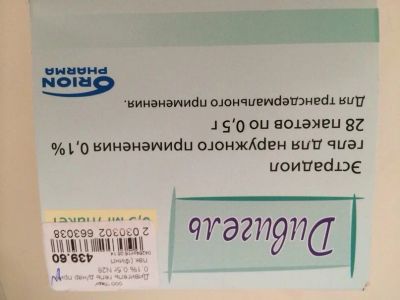 Дивигель
Эстрадиол
гель для наружного применения 0,1%
28 пакетов по 0,5 г
Для трансдермального применения.
ORION
PHARMA
439.60
2 030302 663038